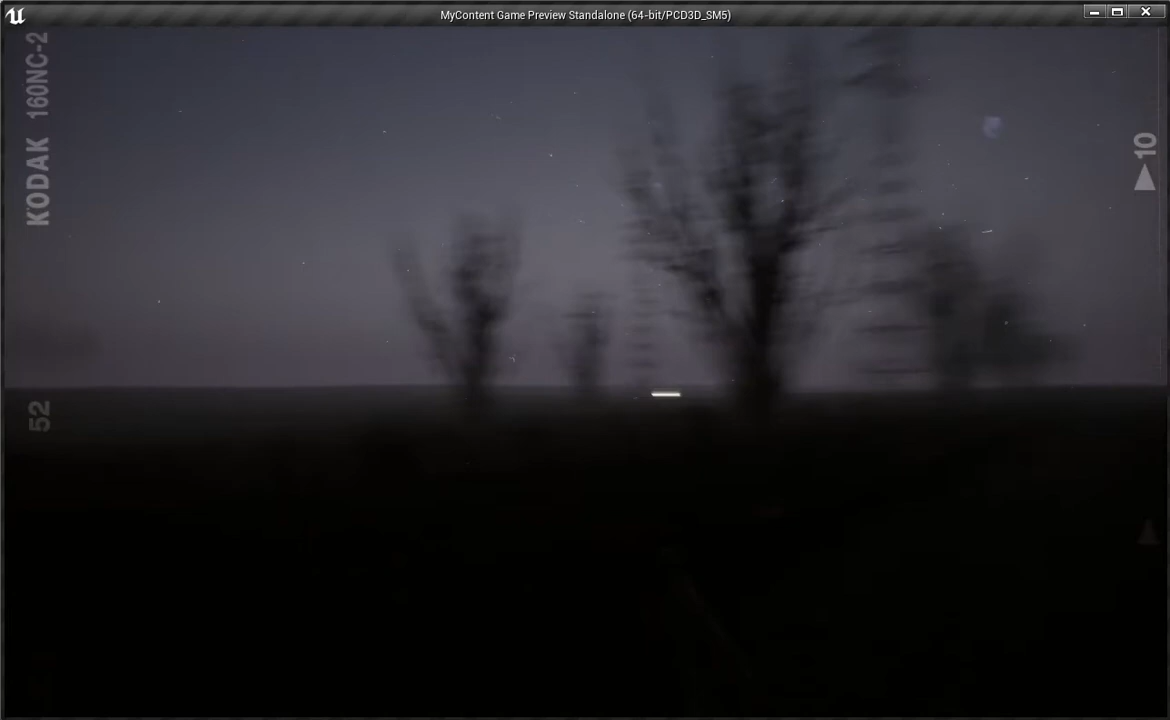 MyContent Game Preview Standalone (64-bit/PCD3D_SM5)
KODAK 160NC-2
10
52